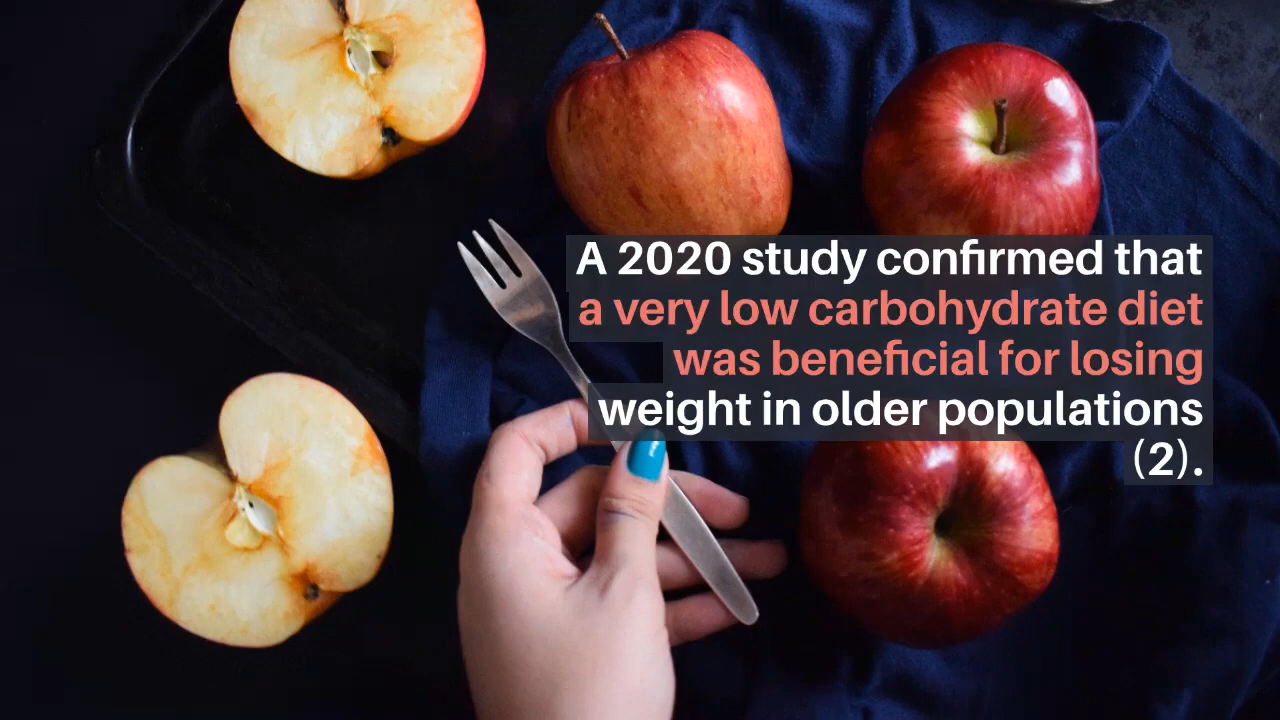 A 2020 study confirmed that
a very low carbohydrate diet
was beneficial for losing
weight in older populations
(2).